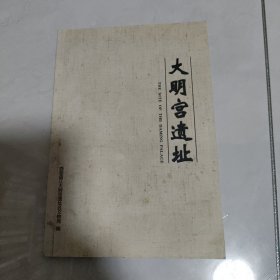 大明宫遗址
THE SITE OF THE DAMING PALACE